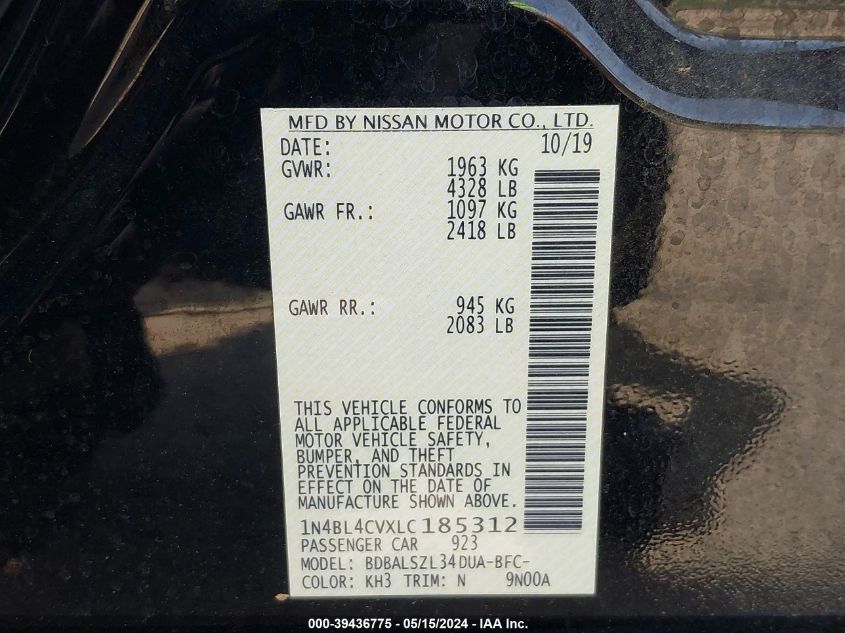 MFD BY NISSAN MOTOR CO., LTD.
DATE: 10/19
GVWR: 1963 KG
4328 LB
GAWR FR.: 1097 KG
2418 LB
GAWR RR.: 945 KG
2083 LB
THIS VEHICLE CONFORMS TO
ALL APPLICABLE FEDERAL
MOTOR VEHICLE SAFETY,
BUMPER, AND THEFT
PREVENTION STANDARDS IN
EFFECT ON THE DATE OF
MANUFACTURE SHOWN ABOVE.
1N4BL4CVXLC185312
PASSENGER CAR 923
MODEL: BDBALSZL34DUA-BFC-
COLOR: KH3 TRIM: N 9N00A
000-39436775 — 05/15/2024 — IAA Inc.